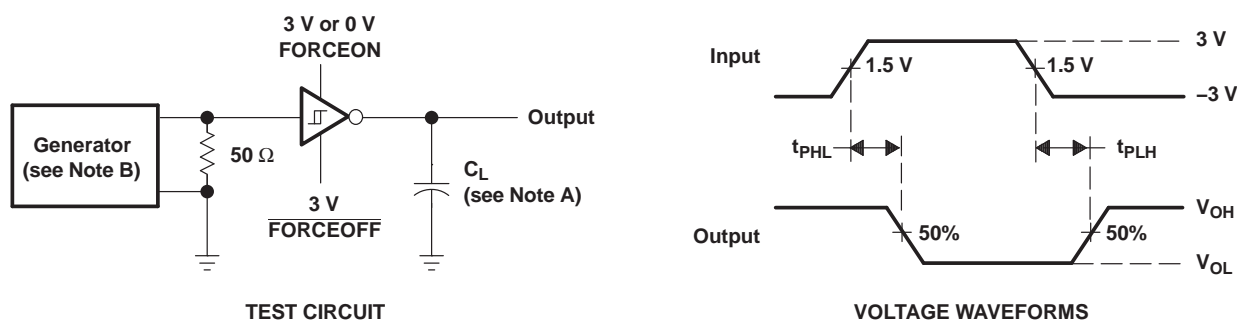 3 V or 0 V
FORCEON
Generator
(see Note B)
50 Ω
Output
C_L
(see Note A)
3 V
FORCEOFF
TEST CIRCUIT
Input
3 V
1.5 V
1.5 V
–3 V
t_PHL
t_PLH
Output
V_OH
50%
50%
V_OL
VOLTAGE WAVEFORMS